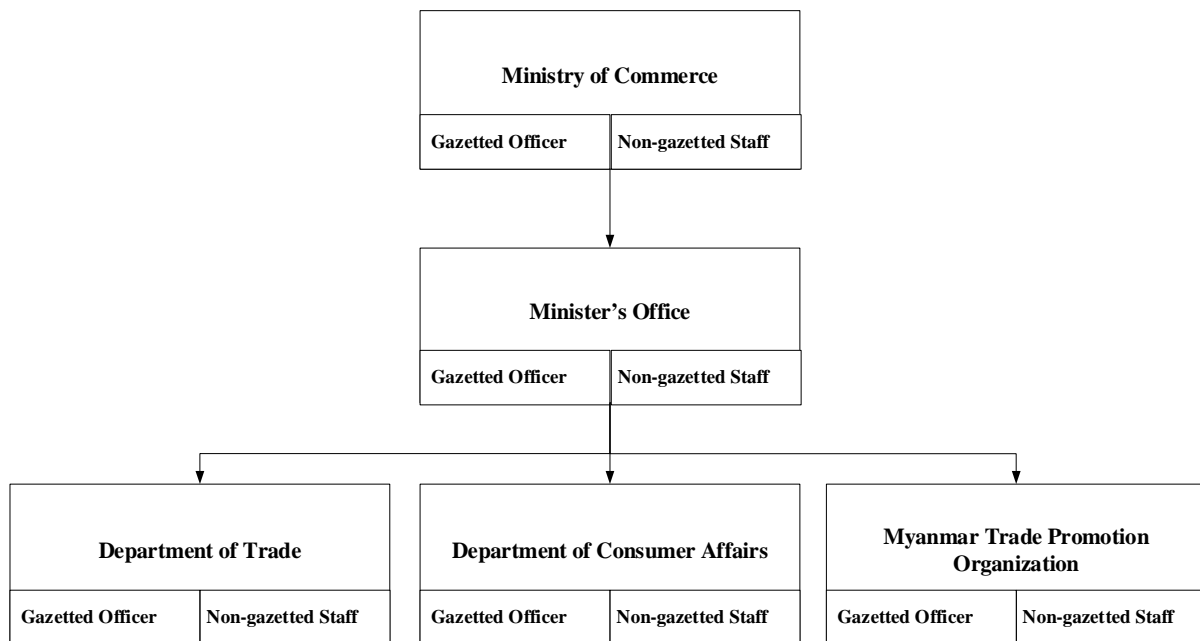 Ministry of Commerce
Gazetted Officer Non-gazetted Staff
Minister’s Office
Gazetted Officer Non-gazetted Staff
Department of Trade
Gazetted Officer Non-gazetted Staff
Department of Consumer Affairs
Gazetted Officer Non-gazetted Staff
Myanmar Trade Promotion
Organization
Gazetted Officer Non-gazetted Staff